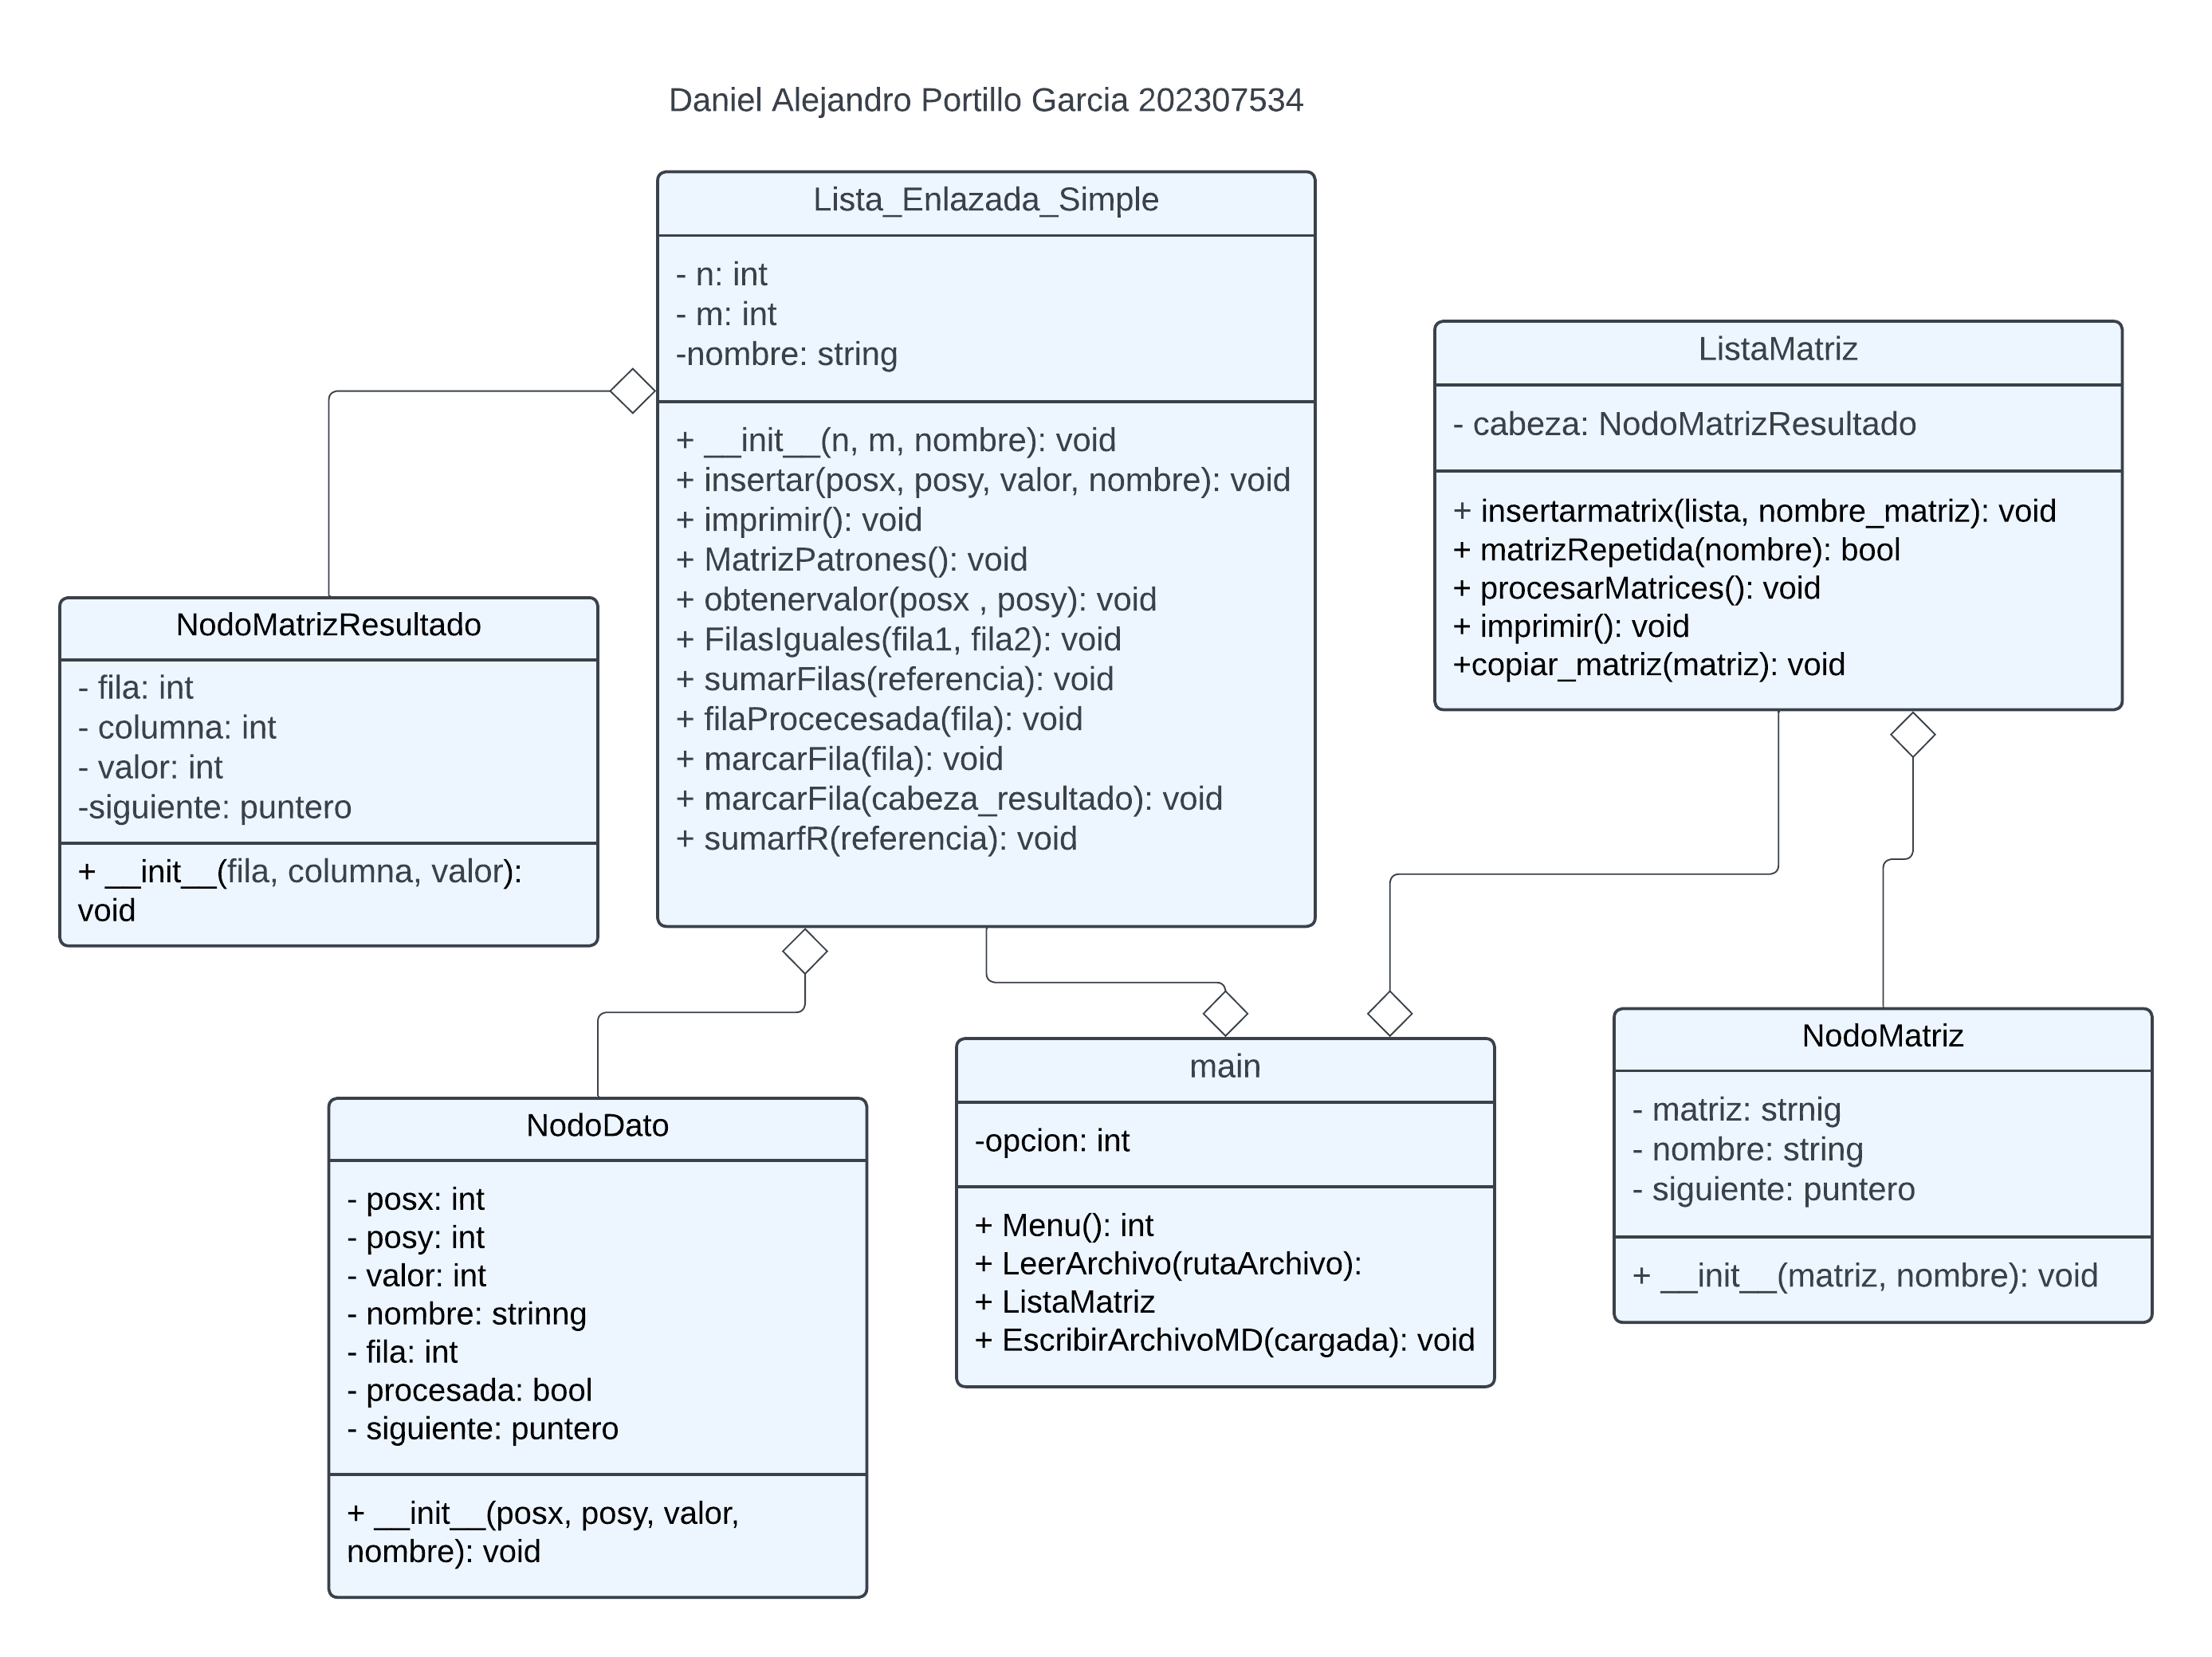 Daniel Alejandro Portillo Garcia 202307534
Lista_Enlazada_Simple
- n: int
- m: int
-nombre: string
+ __init__(n, m, nombre): void
+ insertar(posx, posy, valor, nombre): void
+ imprimir(): void
+ MatrizPatrones(): void
+ obtenervalor(posx , posy): void
+ FilasIguales(fila1, fila2): void
+ sumarFilas(referencia): void
+ filaProcecesada(fila): void
+ marcarFila(fila): void
+ marcarFila(cabeza_resultado): void
+ sumarfR(referencia): void
ListaMatriz
- cabeza: NodoMatrizResultado
+ insertarmatrix(lista, nombre_matriz): void
+ matrizRepetida(nombre): bool
+ procesarMatrices(): void
+ imprimir(): void
+copiar_matriz(matriz): void
NodoMatrizResultado
- fila: int
- columna: int
- valor: int
-siguiente: puntero
+ __init__(fila, columna, valor):
void
NodoDato
- posx: int
- posy: int
- valor: int
- nombre: strinng
- fila: int
- procesada: bool
- siguiente: puntero
+ __init__(posx, posy, valor,
nombre): void
main
-opcion: int
+ Menu(): int
+ LeerArchivo(rutaArchivo):
+ ListaMatriz
+ EscribirArchivoMD(cargada): void
NodoMatriz
- matriz: strnig
- nombre: string
- siguiente: puntero
+ __init__(matriz, nombre): void